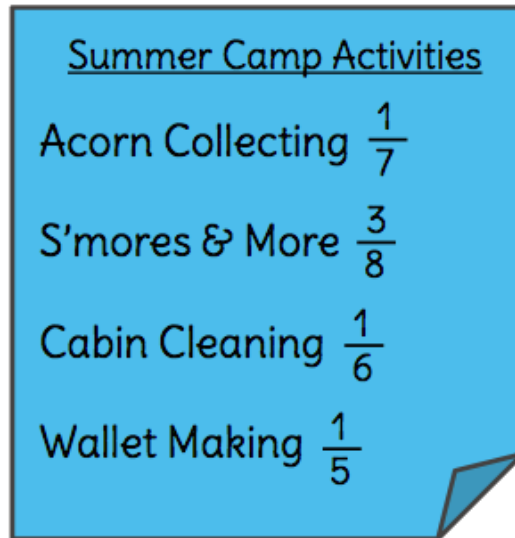 Summer Camp Activities
Acorn Collecting 1/7
S'mores & More 3/8
Cabin Cleaning 1/6
Wallet Making 1/5